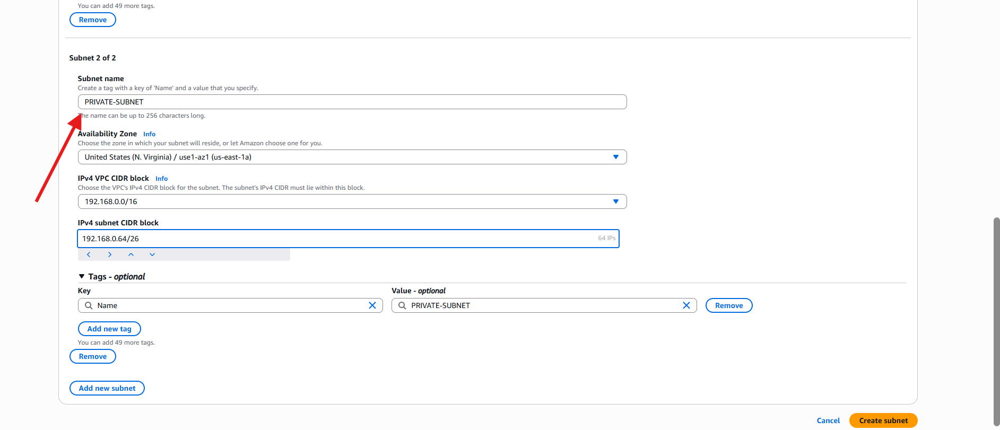 You can add 49 more tags.
Remove
Subnet 2 of 2
Subnet name
Create a tag with a key of 'Name' and a value that you specify.
PRIVATE-SUBNET
The name can be up to 256 characters long.
Availability Zone Info
Choose the zone in which your subnet will reside, or let Amazon choose one for you.
United States (N. Virginia) / use1-az1 (us-east-1a)
IPv4 VPC CIDR block Info
Choose the VPC's IPv4 CIDR block for the subnet. The subnet's IPv4 CIDR must lie within this block.
192.168.0.0/16
IPv4 subnet CIDR block
192.168.0.64/26 64 IPs
Tags - optional
Key Value - optional
Name PRIVATE-SUBNET Remove
Add new tag
You can add 49 more tags.
Remove
Add new subnet
Cancel Create subnet